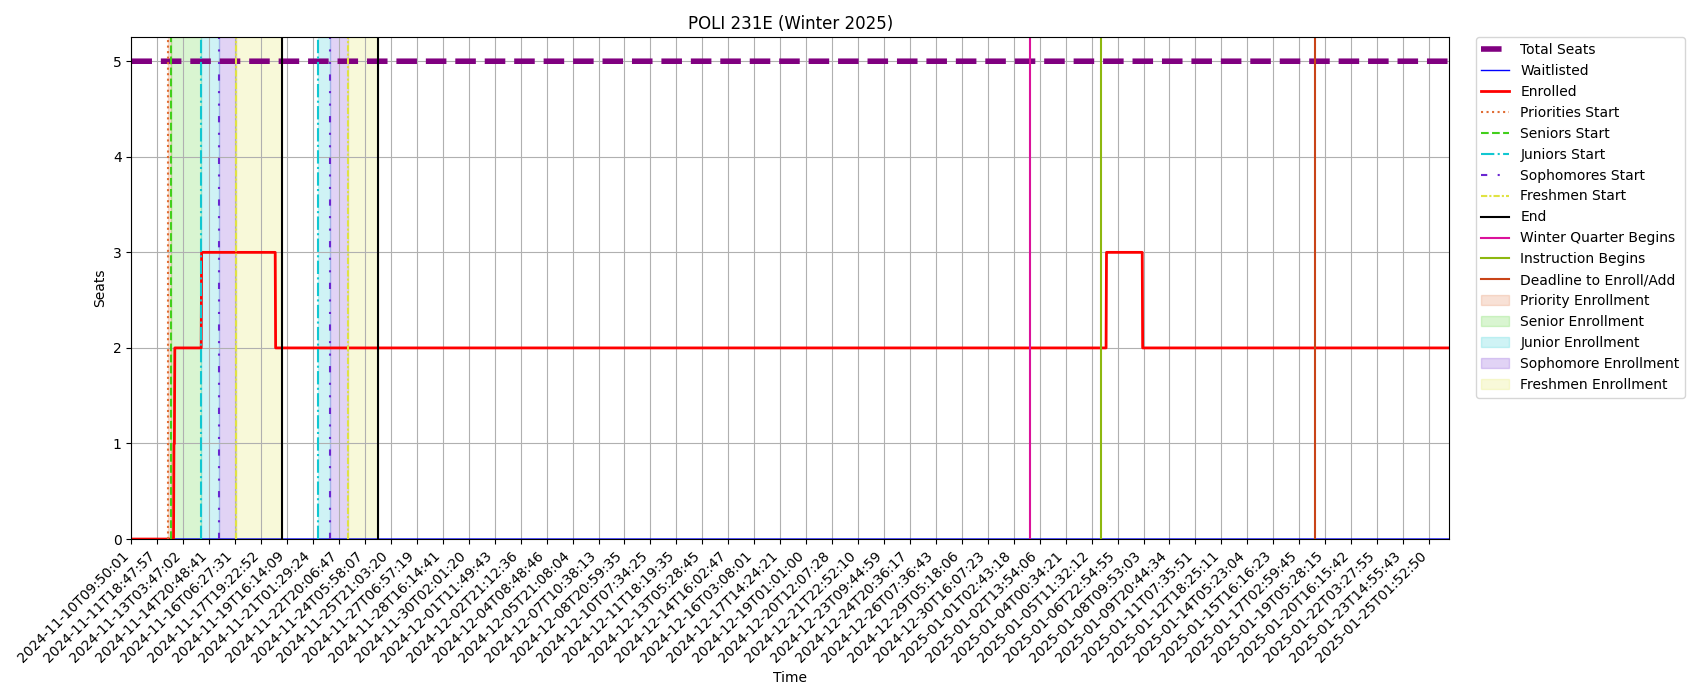 POLI 231E (Winter 2025)
Seats
5
4
3
2
1
0
2024-11-10T09:50:01
2024-11-11T18:47:57
2024-11-13T03:47:02
2024-11-14T20:48:41
2024-11-16T06:27:31
2024-11-17T19:22:52
2024-11-19T16:14:09
2024-11-21T01:29:24
2024-11-22T20:06:47
2024-11-24T05:58:07
2024-11-25T21:03:20
2024-11-27T06:57:19
2024-11-28T16:14:41
2024-11-30T02:01:20
2024-12-01T11:49:43
2024-12-02T21:12:36
2024-12-04T08:48:46
2024-12-05T21:08:04
2024-12-07T10:38:13
2024-12-08T20:59:35
2024-12-10T07:34:25
2024-12-11T18:19:35
2024-12-13T05:28:45
2024-12-14T16:02:47
2024-12-16T03:08:01
2024-12-17T14:24:21
2024-12-19T01:01:00
2024-12-20T12:07:28
2024-12-21T22:52:10
2024-12-23T09:44:59
2024-12-24T20:36:17
2024-12-26T07:36:43
2024-12-29T05:18:06
2024-12-30T16:07:23
2025-01-01T02:43:18
2025-01-02T13:54:06
2025-01-04T00:34:21
2025-01-05T11:32:12
2025-01-06T22:54:55
2025-01-08T09:53:03
2025-01-09T20:44:34
2025-01-11T07:35:51
2025-01-12T18:25:11
2025-01-14T05:23:04
2025-01-15T16:16:23
2025-01-17T02:59:45
2025-01-19T05:28:15
2025-01-20T16:15:42
2025-01-22T03:27:55
2025-01-23T14:55:43
2025-01-25T01:52:50
Time
Total Seats
Waitlisted
Enrolled
Priorities Start
Seniors Start
Juniors Start
Sophomores Start
Freshmen Start
End
Winter Quarter Begins
Instruction Begins
Deadline to Enroll/Add
Priority Enrollment
Senior Enrollment
Junior Enrollment
Sophomore Enrollment
Freshmen Enrollment